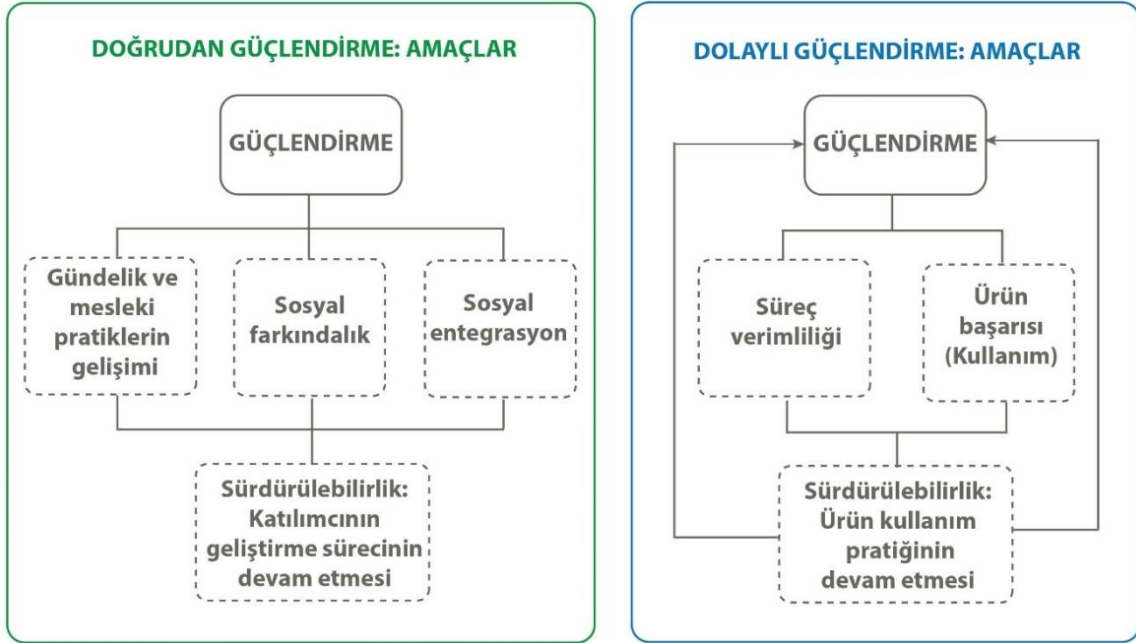 DOĞRUDAN GÜÇLENDİRME: AMAÇLAR
GÜÇLENDİRME
Gündelik ve
mesleki
pratiklerin
gelişimi
Sosyal
farkındalık
Sosyal
entegrasyon
Sürdürülebilirlik:
Katılımcının
geliştirme sürecinin
devam etmesi
DOLAYLI GÜÇLENDİRME: AMAÇLAR
GÜÇLENDİRME
Süreç
verimliliği
Ürün
başarısı
(Kullanım)
Sürdürülebilirlik:
Ürün kullanım
pratiğinin
devam etmesi